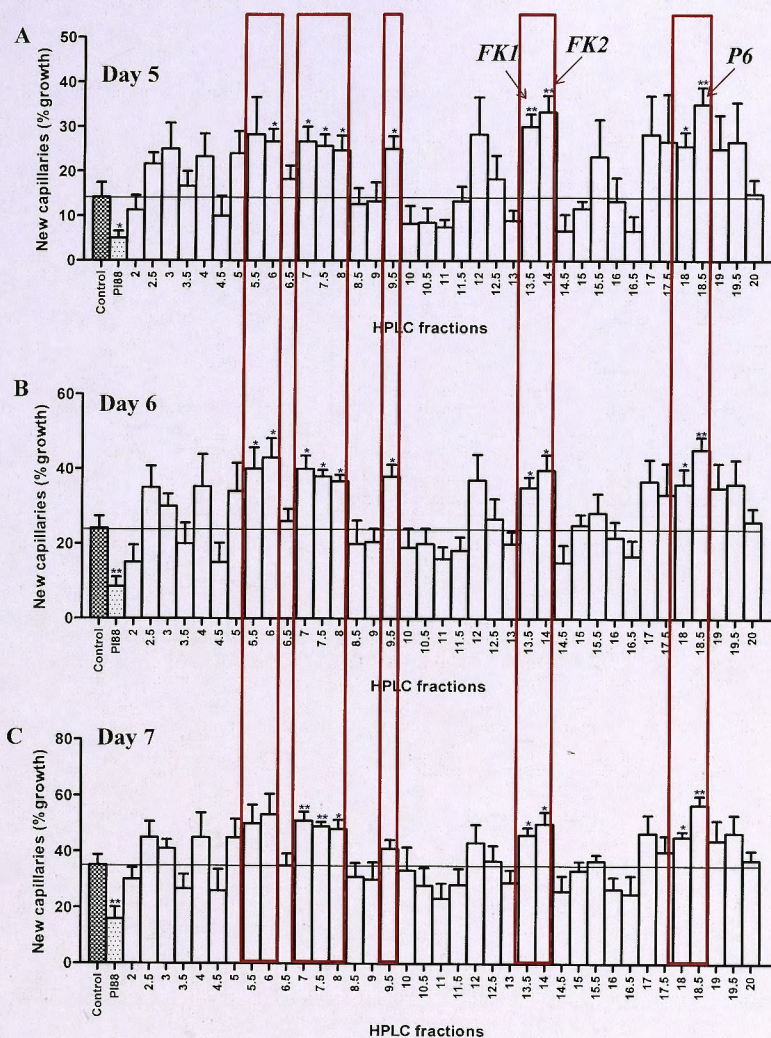 A
Day 5
FK1
FK2
P6
New capillaries (% growth)
50
40
30
20
10
0
* * * * * * ** ** * **
Control PI88 2 2.5 3 3.5 4 4.5 5 5.5 6 6.5 7 7.5 8 8.5 9 9.5 10 10.5 11 11.5 12 12.5 13 13.5 14 14.5 15 15.5 16 16.5 17 17.5 18 18.5 19 19.5 20
HPLC fractions
B
Day 6
New capillaries (% growth)
60
40
20
0
** * * * * * * * * * **
Control PI88 2 2.5 3 3.5 4 4.5 5 5.5 6 6.5 7 7.5 8 8.5 9 9.5 10 10.5 11 11.5 12 12.5 13 13.5 14 14.5 15 15.5 16 16.5 17 17.5 18 18.5 19 19.5 20
HPLC fractions
C
Day 7
New capillaries (% growth)
80
60
40
20
0
** ** ** * * * * **
Control PI88 2 2.5 3 3.5 4 4.5 5 5.5 6 6.5 7 7.5 8 8.5 9 9.5 10 10.5 11 11.5 12 12.5 13 13.5 14 14.5 15 15.5 16 16.5 17 17.5 18 18.5 19 19.5 20
HPLC fractions